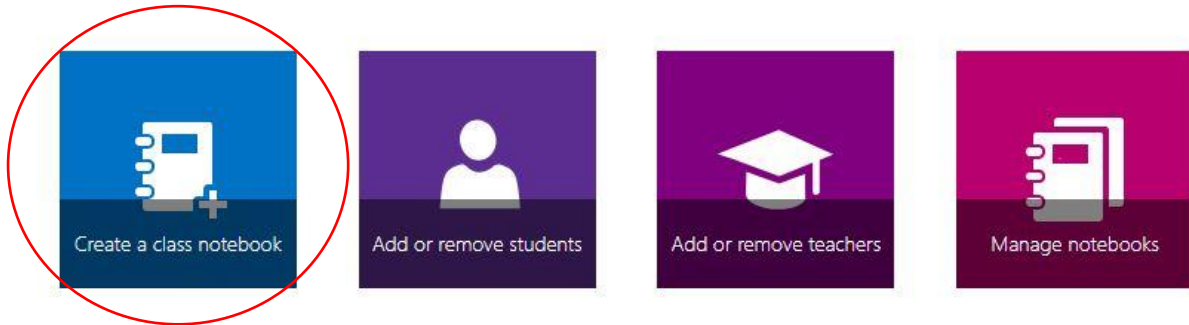 Create a class notebook
Add or remove students
Add or remove teachers
Manage notebooks